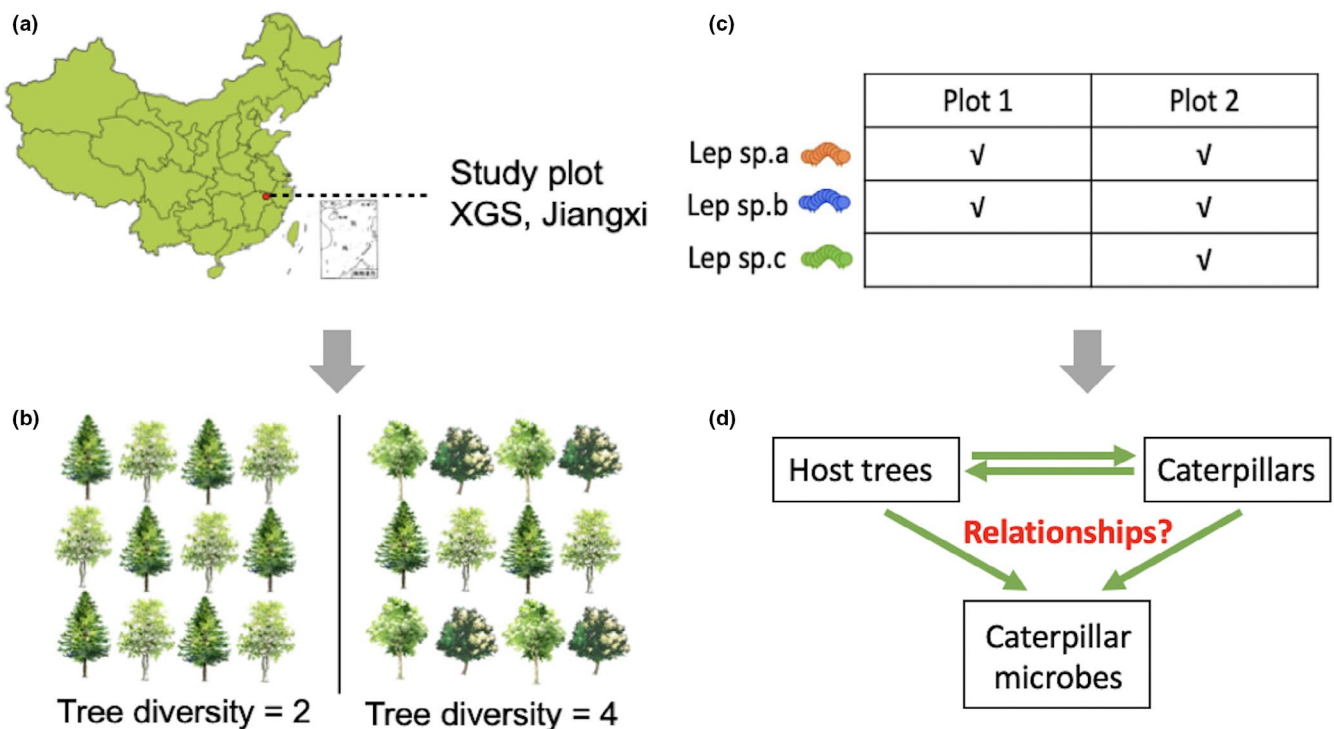 (a)
Study plot
XGS, Jiangxi
(b)
Tree diversity = 2
Tree diversity = 4
(c)
Plot 1
Plot 2
Lep sp.a
√
√
Lep sp.b
√
√
Lep sp.c
√
(d)
Host trees
Caterpillars
Relationships?
Caterpillar
microbes